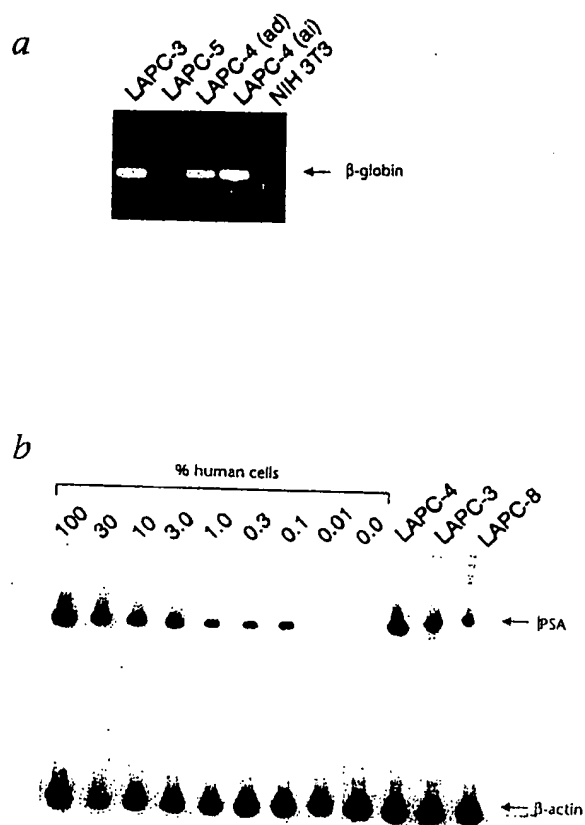 a
LAPC-3
LAPC-5
LAPC-4 (ad)
LAPC-4 (ai)
NIH 3T3
β-globin
b
% human cells
100
30
10
3.0
1.0
0.3
0.1
0.01
0.0
LAPC-4
LAPC-3
LAPC-8
PSA
β-actin